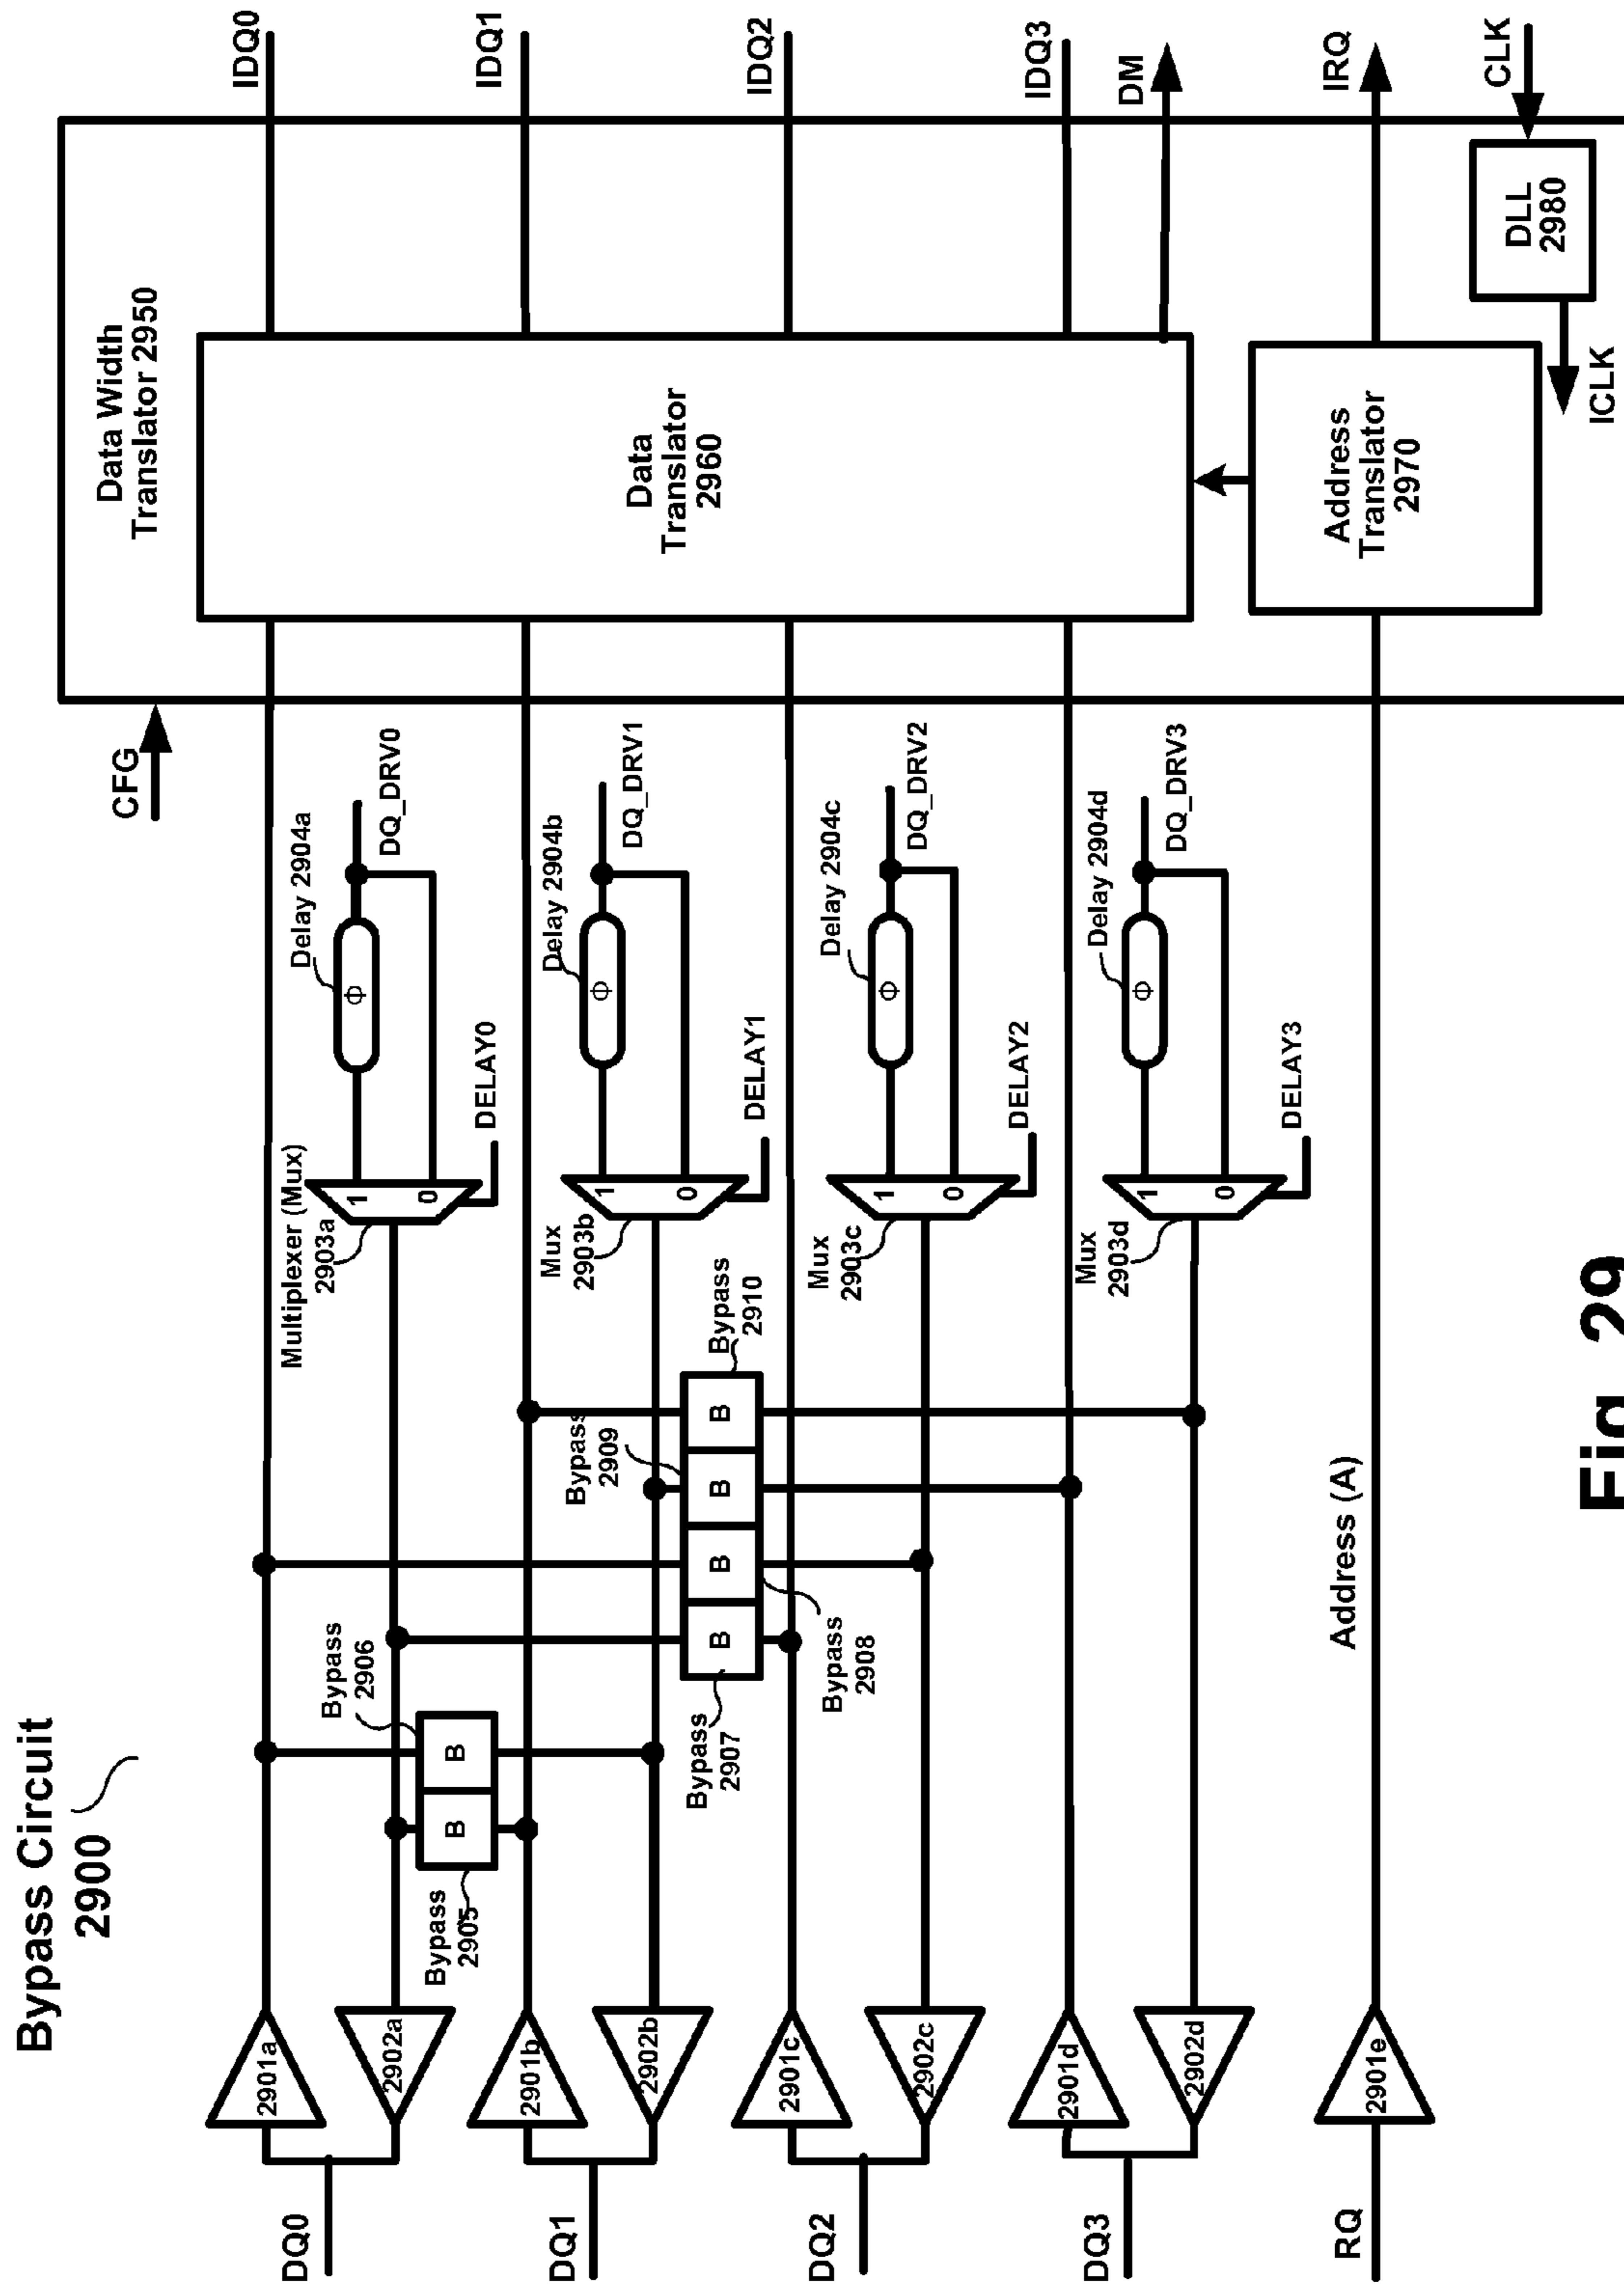 Bypass Circuit
2900
DQ0
DQ1
DQ2
DQ3
RQ
2901a
2902a
2901b
2902b
2901c
2902c
2901d
2902d
2901e
Bypass
2905
Bypass
2906
B
B
Bypass
2907
Bypass
2908
Bypass
2909
Bypass
2910
B
B
B
B
Address (A)
Multiplexer (Mux)
2903a
1
0
DELAY0
Delay 2904a
Φ
DQ_DRV0
Mux
2903b
1
0
DELAY1
Delay 2904b
Φ
DQ_DRV1
Mux
2903c
1
0
DELAY2
Delay 2904c
Φ
DQ_DRV2
Mux
2903d
1
0
DELAY3
Delay 2904d
Φ
DQ_DRV3
CFG
Data Width
Translator 2950
Data
Translator
2960
Address
Translator
2970
DLL
2980
ICLK
IDQ0
IDQ1
IDQ2
IDQ3
DM
IRQ
CLK
Fig. 29